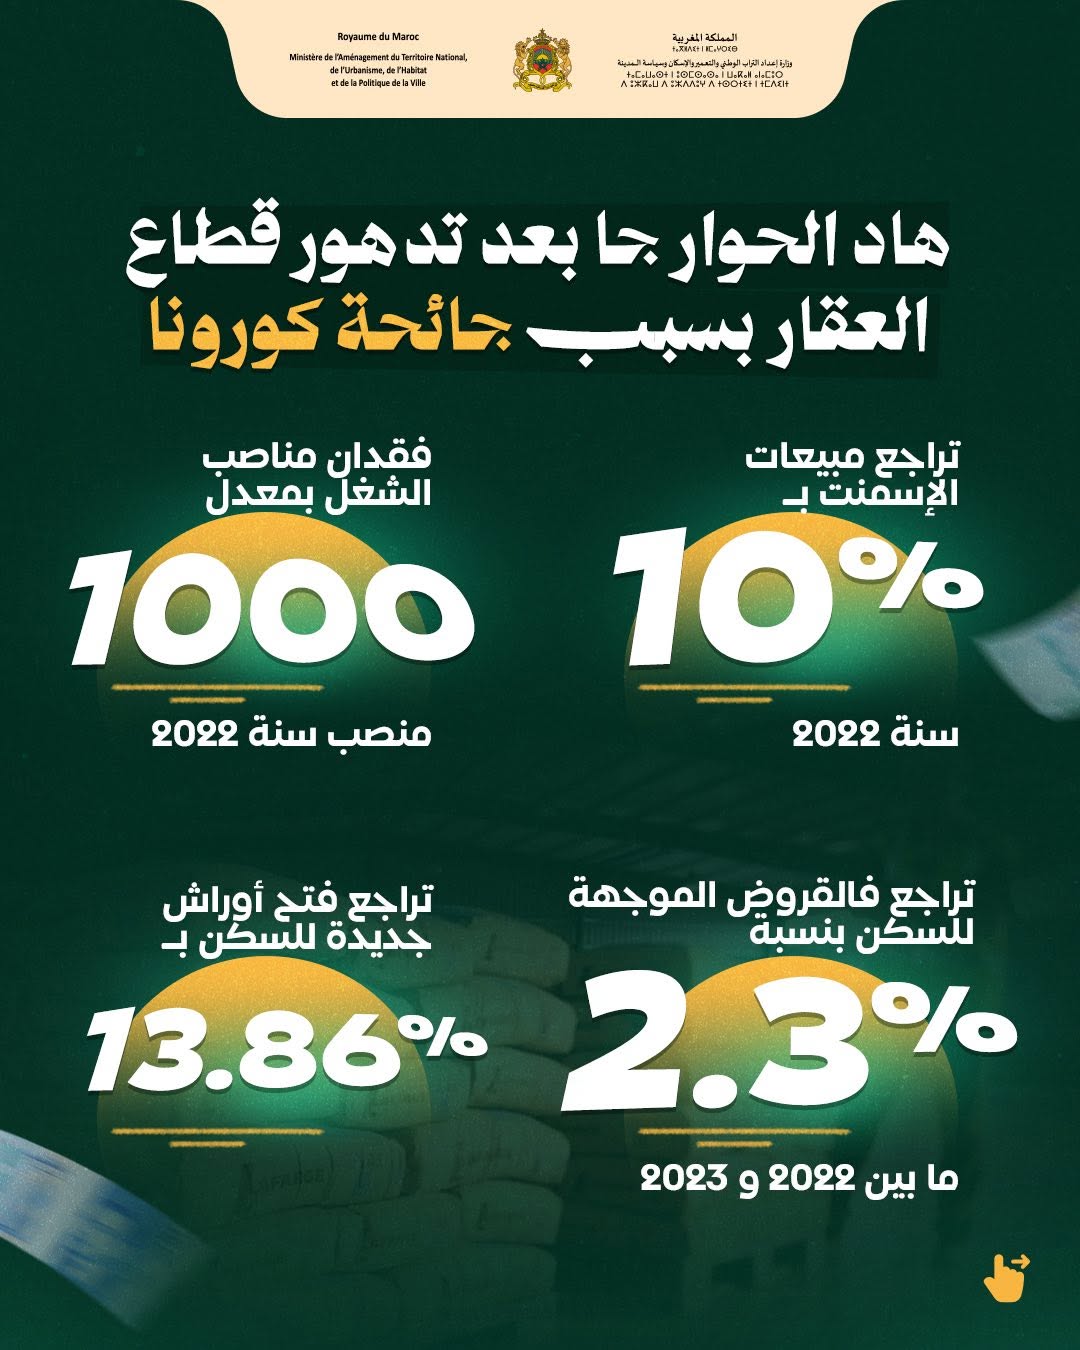 Royaume du Maroc
Ministère de l'Aménagement du Territoire National,
de l'Urbanisme, de l'Habitat
et de la Politique de la Ville
المملكة المغربية
ⵜⴰⴳⵍⴷⵉⵜ ⵏ ⵍⵎⵖⵔⵉⴱ
وزارة إعداد التراب الوطني والتعمير والإسكان وسياسة المدينة
هاد الحوار جا بعد تدهور قطاع
العقار بسبب جائحة كورونا
تراجع مبيعات
الإسمنت بـ
10%
سنة 2022
فقدان مناصب
الشغل بمعدل
1000
منصب سنة 2022
تراجع فالقروض الموجهة
للسكن بنسبة
2.3%
ما بين 2022 و 2023
تراجع فتح أوراش
جديدة للسكن بـ
13.86%
LAFARGE